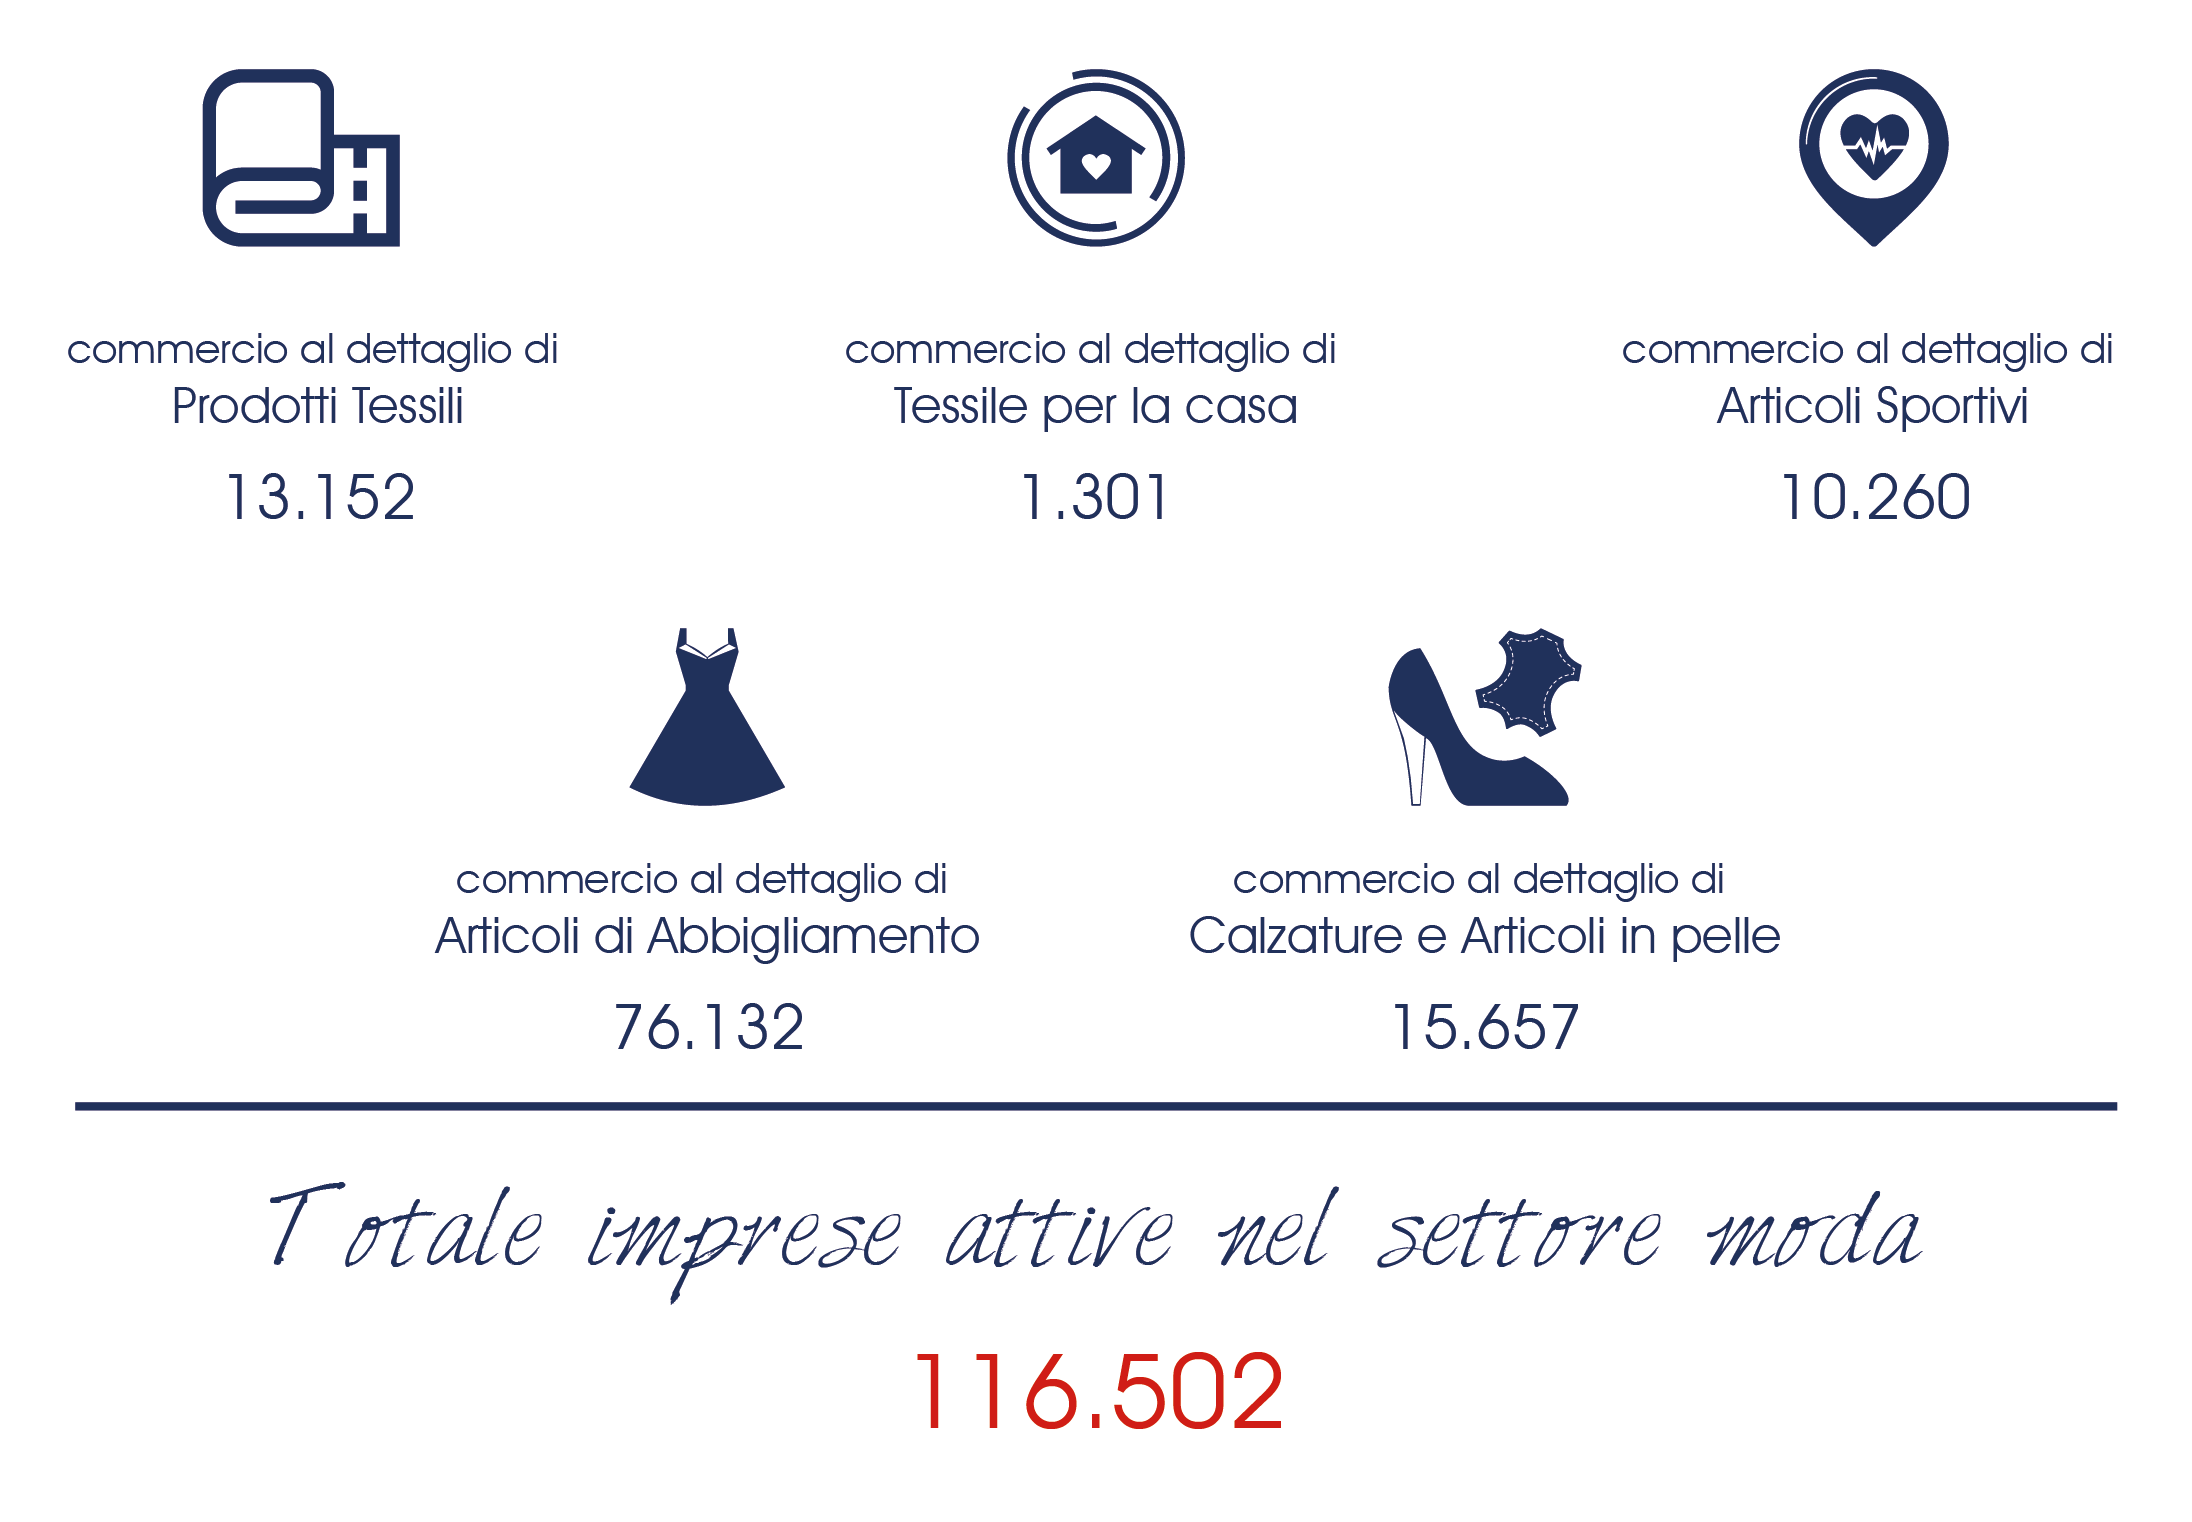 commercio al dettaglio di
Prodotti Tessili
13.152
commercio al dettaglio di
Tessile per la casa
1.301
commercio al dettaglio di
Articoli Sportivi
10.260
commercio al dettaglio di
Articoli di Abbigliamento
76.132
commercio al dettaglio di
Calzature e Articoli in pelle
15.657
Totale imprese attive nel settore moda
116.502